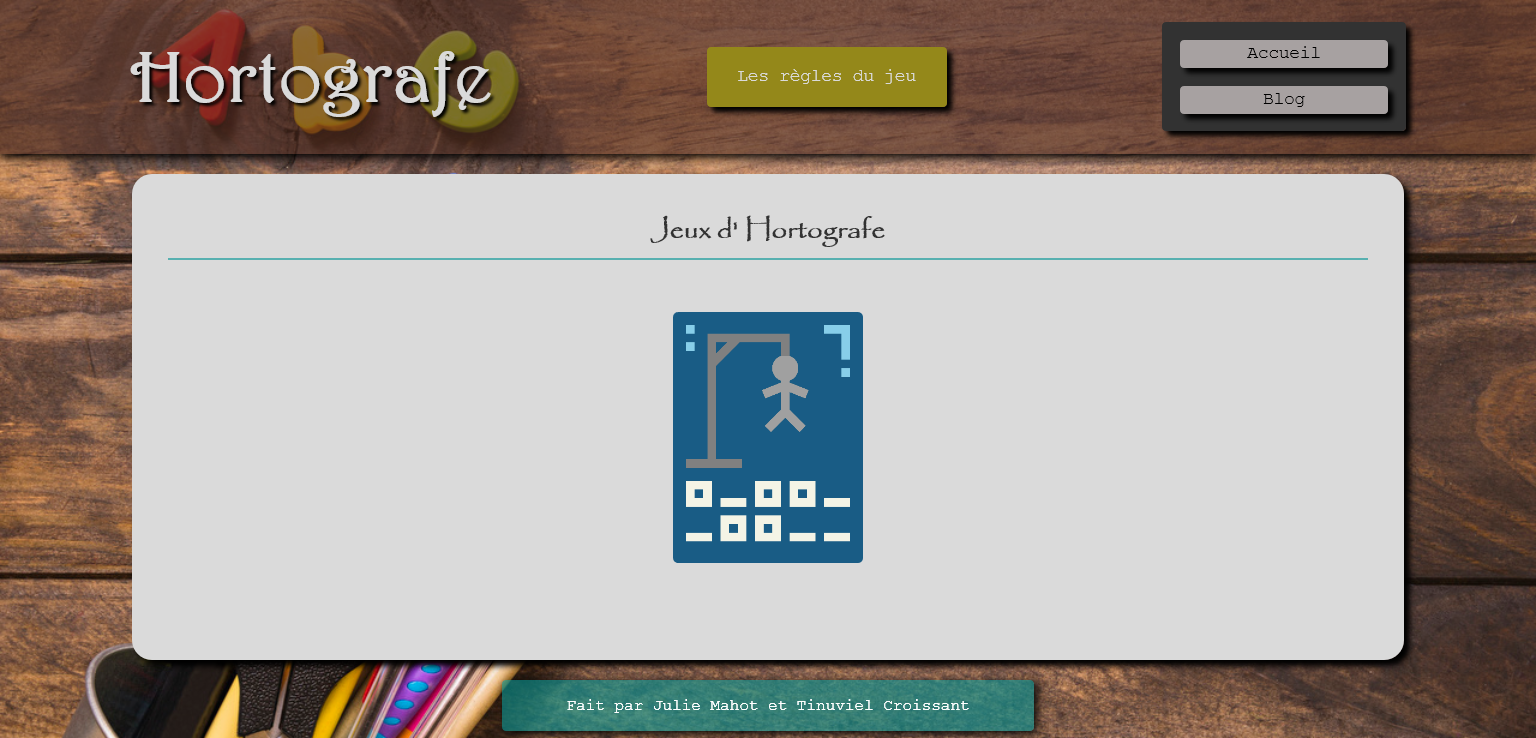 Hortografe
Les règles du jeu
Accueil
Blog
Jeux d' Hortografe
Fait par Julie Mahot et Tinuviel Croissant